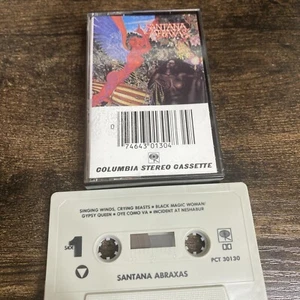 SANTANA
ABRAXAS
0
74643 01304
COLUMBIA STEREO CASSETTE
SINGING WINDS, CRYING BEASTS • BLACK MAGIC WOMAN/
GYPSY QUEEN • OYE COMO VA • INCIDENT AT NESHABUR
SIDE 1
SANTANA ABRAXAS
PCT 30130